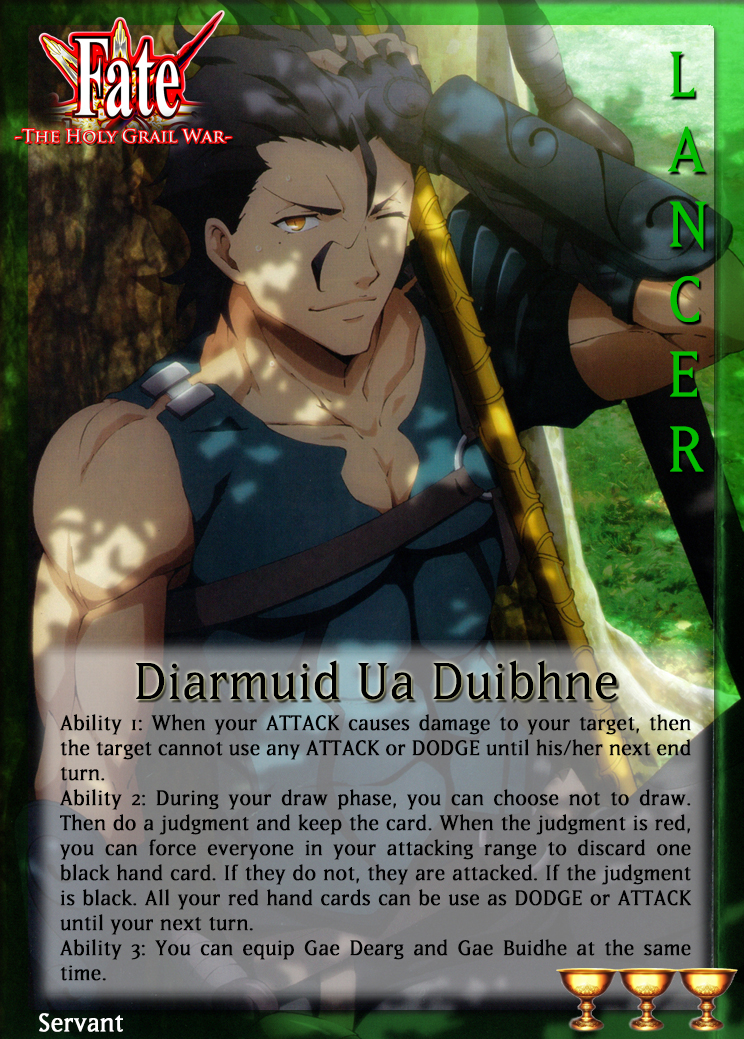 Fate
-THE HOLY GRAIL WAR-
LANCER
Diarmuid Ua Duibhne
Ability 1: When your ATTACK causes damage to your target, then
the target cannot use any ATTACK or DODGE until his/her next end
turn.
Ability 2: During your draw phase, you can choose not to draw.
Then do a judgment and keep the card. When the judgment is red,
you can force everyone in your attacking range to discard one
black hand card. If they do not, they are attacked. If the judgment
is black. All your red hand cards can be use as DODGE or ATTACK
until your next turn.
Ability 3: You can equip Gae Dearg and Gae Buidhe at the same
time.
Servant